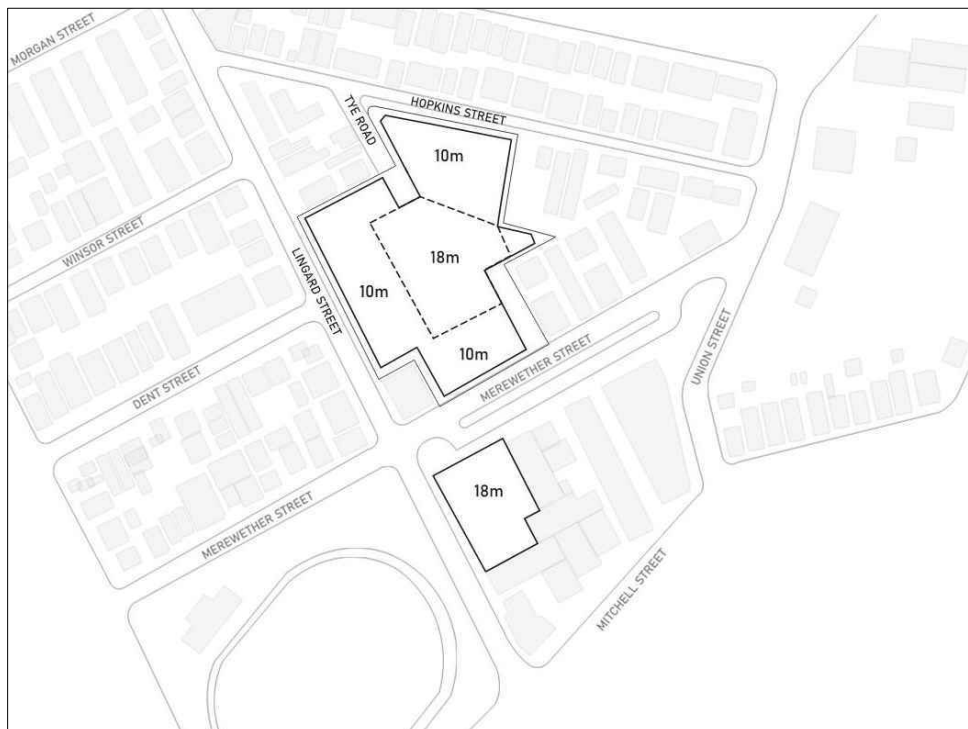 MORGAN STREET
TYE ROAD
HOPKINS STREET
10m
WINSOR STREET
18m
LINGARD STREET
10m
10m
DENT STREET
MEREWETHER STREET
UNION STREET
18m
MEREWETHER STREET
MITCHELL STREET